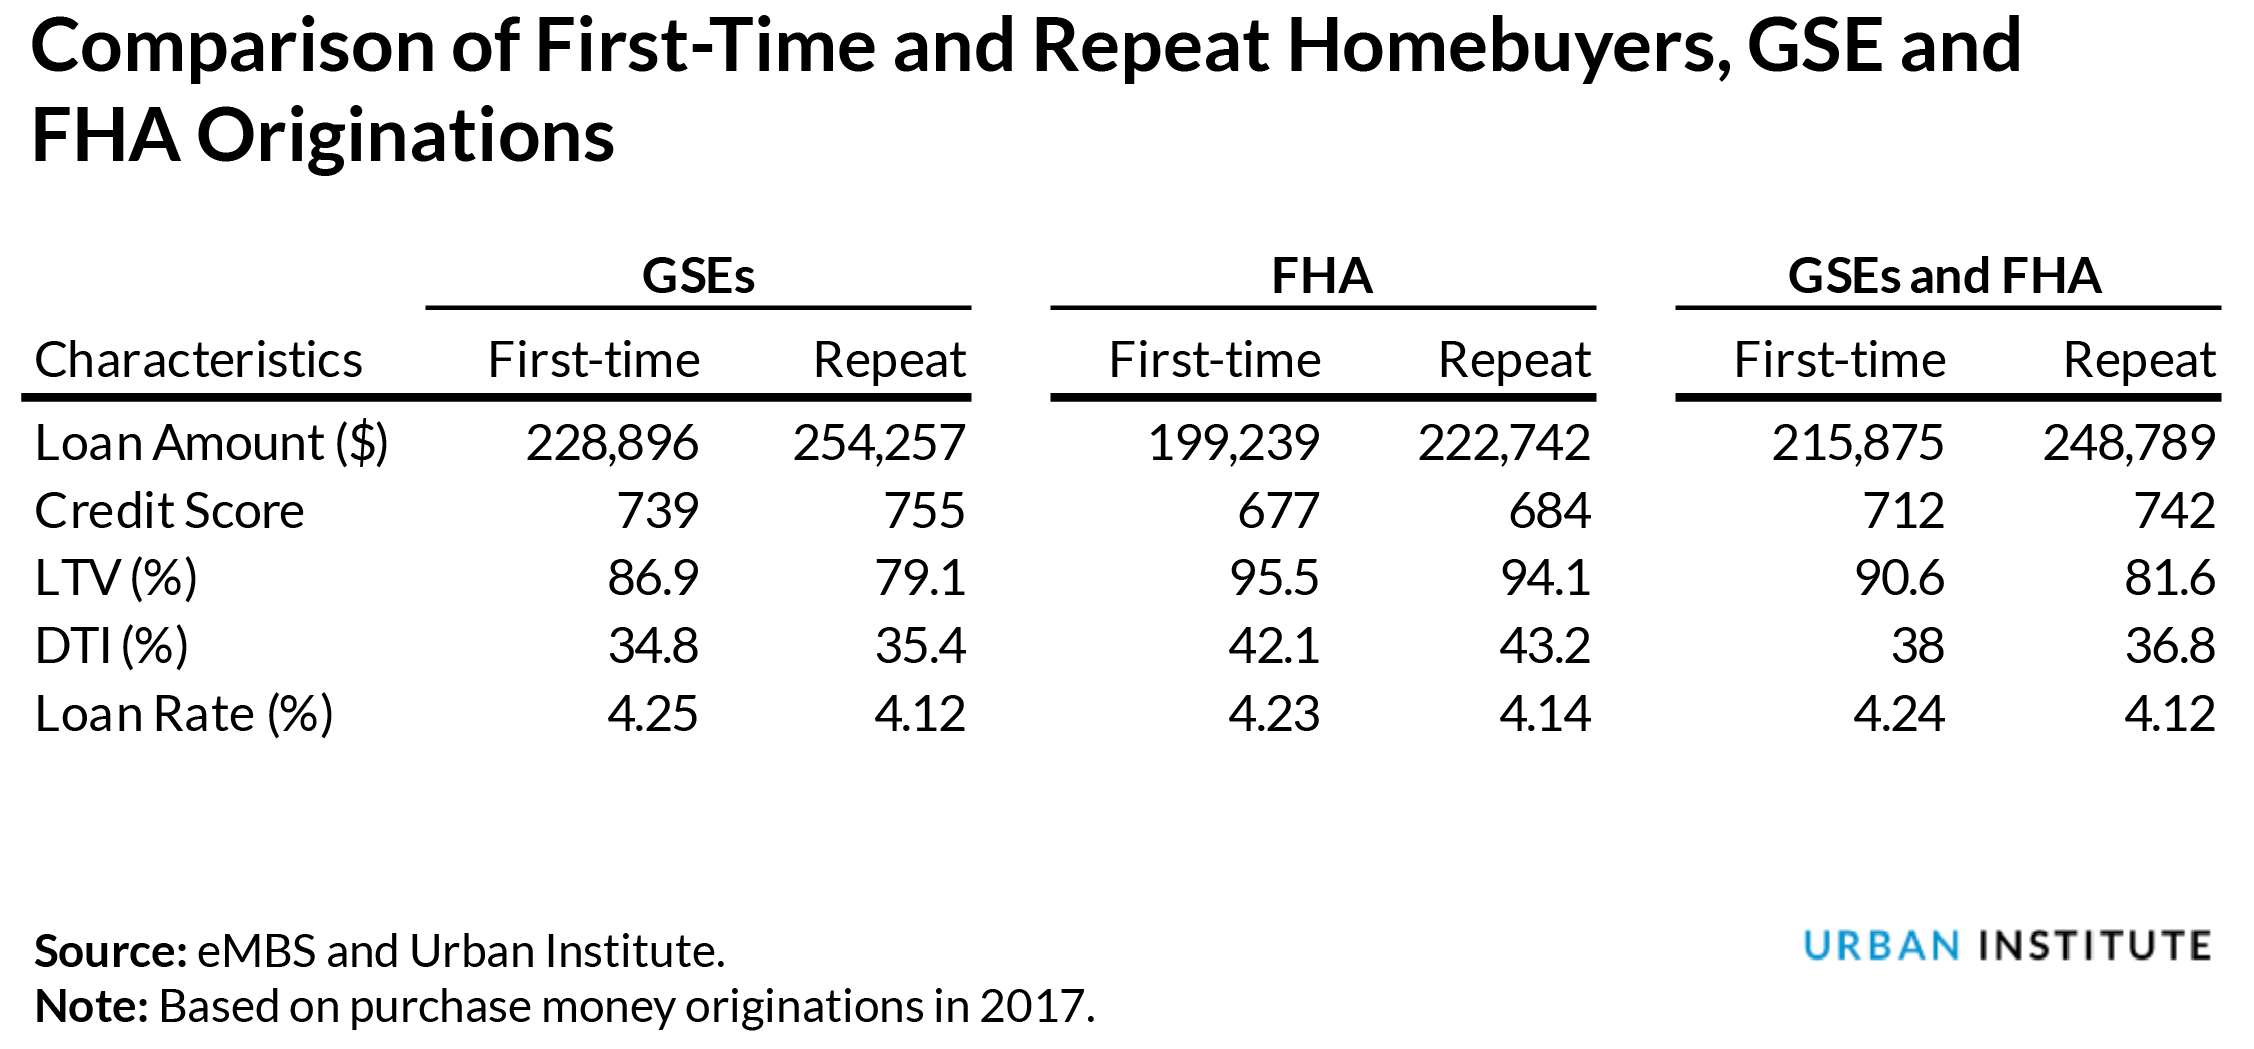 Comparison of First-Time and Repeat Homebuyers, GSE and
FHA Originations
GSEs FHA GSEs and FHA
Characteristics First-time Repeat First-time Repeat First-time Repeat
Loan Amount ($) 228,896 254,257 199,239 222,742 215,875 248,789
Credit Score 739 755 677 684 712 742
LTV (%) 86.9 79.1 95.5 94.1 90.6 81.6
DTI (%) 34.8 35.4 42.1 43.2 38 36.8
Loan Rate (%) 4.25 4.12 4.23 4.14 4.24 4.12
Source: eMBS and Urban Institute.
URBAN INSTITUTE
Note: Based on purchase money originations in 2017.